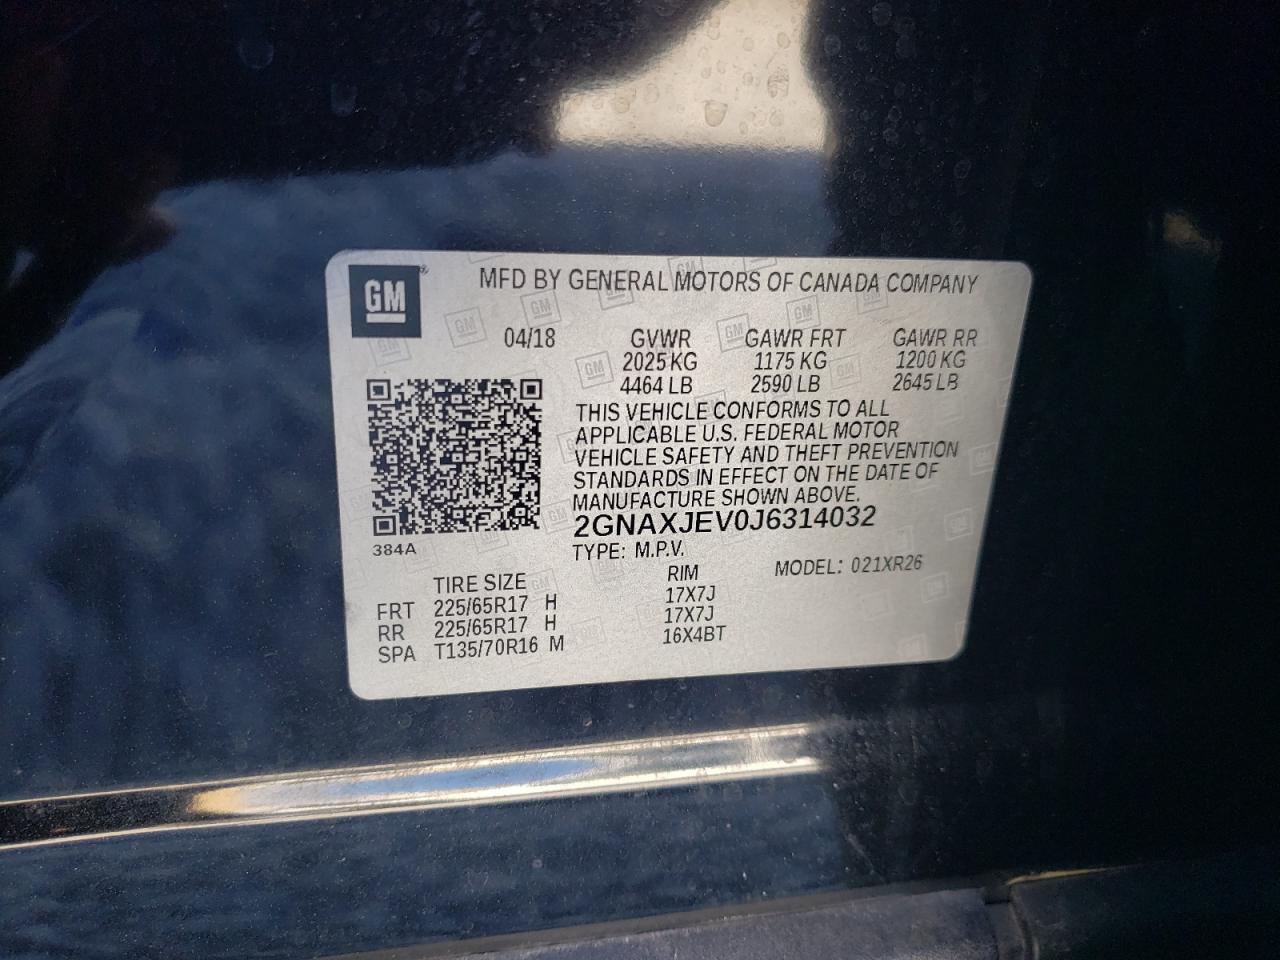 GM®
MFD BY GENERAL MOTORS OF CANADA COMPANY
04/18 GVWR GAWR FRT GAWR RR
2025 KG 1175 KG 1200 KG
4464 LB 2590 LB 2645 LB
THIS VEHICLE CONFORMS TO ALL
APPLICABLE U.S. FEDERAL MOTOR
VEHICLE SAFETY AND THEFT PREVENTION
STANDARDS IN EFFECT ON THE DATE OF
MANUFACTURE SHOWN ABOVE.
2GNAXJEV0J6314032
384A
TYPE: M.P.V. MODEL: 021XR26
TIRE SIZE RIM
FRT 225/65R17 H 17X7J
RR 225/65R17 H 17X7J
SPA T135/70R16 M 16X4BT